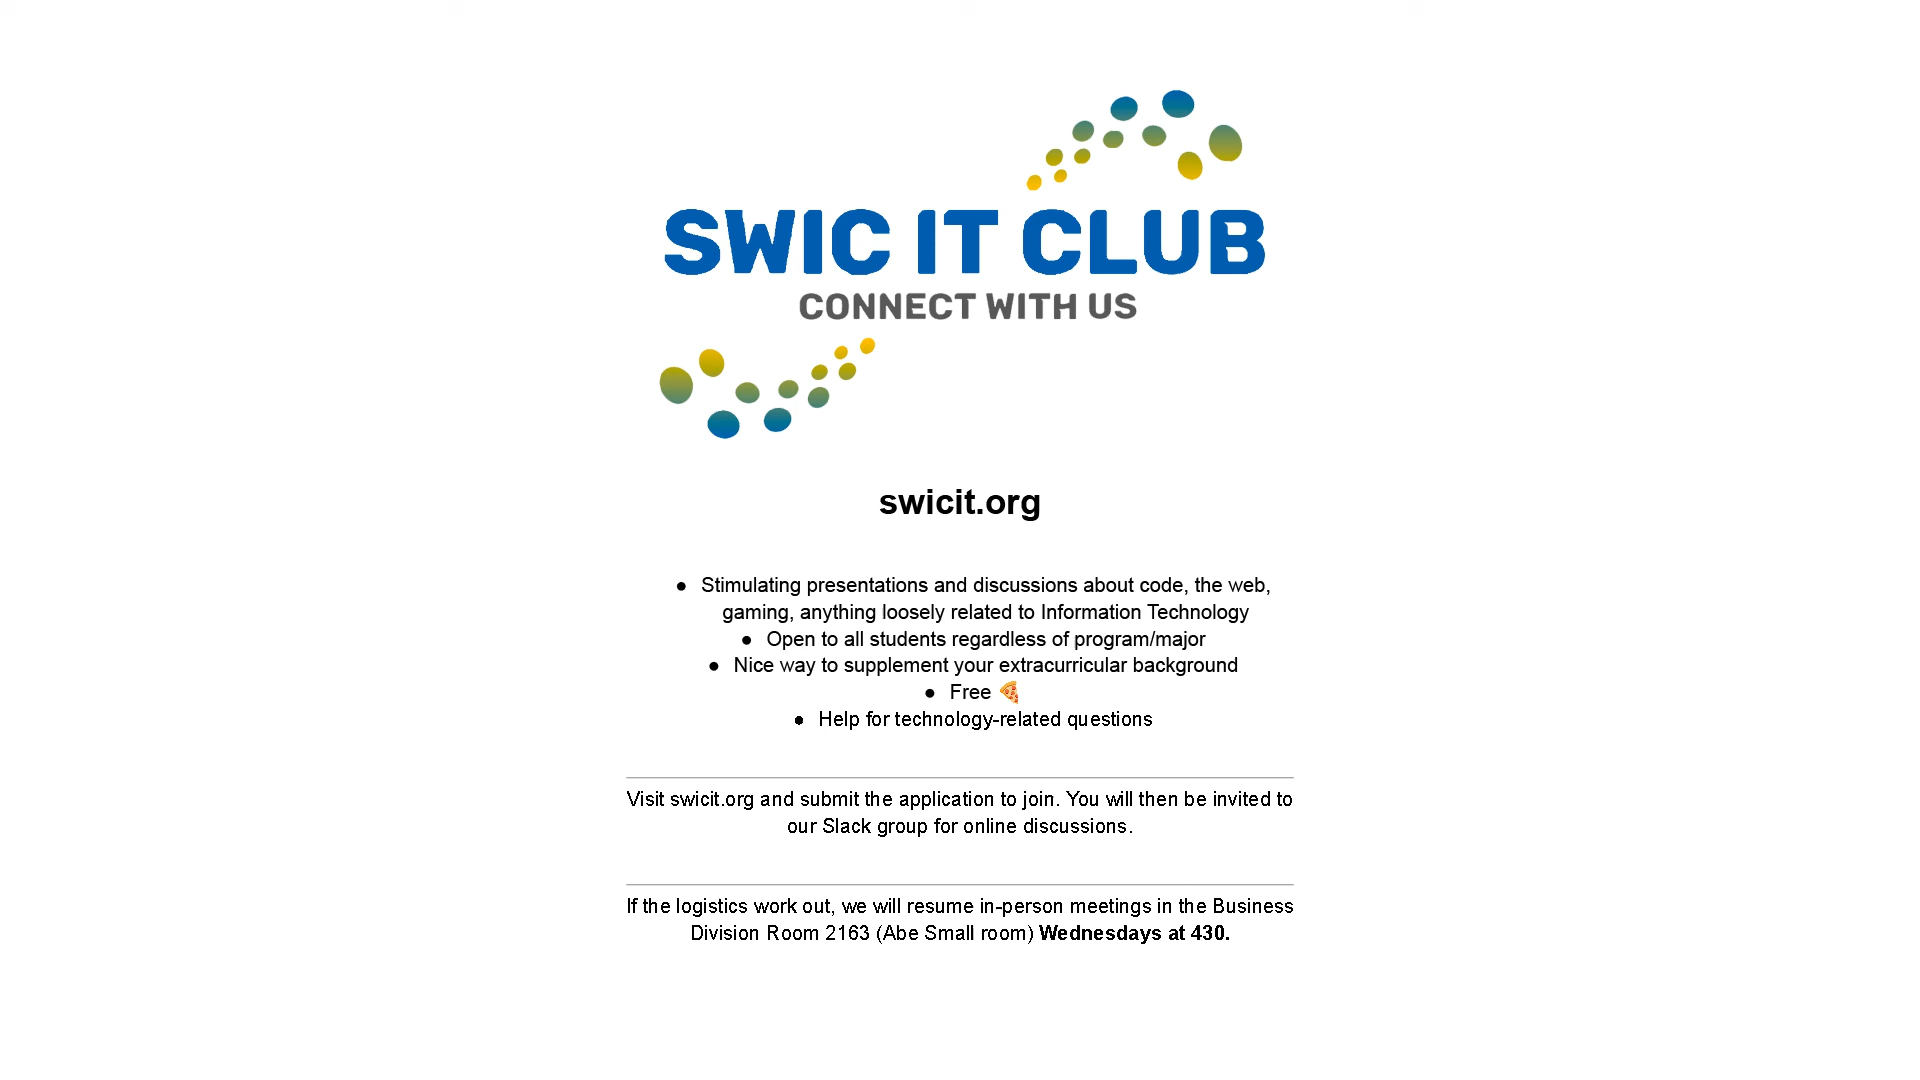 SWIC IT CLUB
CONNECT WITH US
swicit.org
● Stimulating presentations and discussions about code, the web,
gaming, anything loosely related to Information Technology
● Open to all students regardless of program/major
● Nice way to supplement your extracurricular background
● Free 🍕
● Help for technology-related questions
Visit swicit.org and submit the application to join. You will then be invited to
our Slack group for online discussions.
If the logistics work out, we will resume in-person meetings in the Business
Division Room 2163 (Abe Small room) Wednesdays at 430.